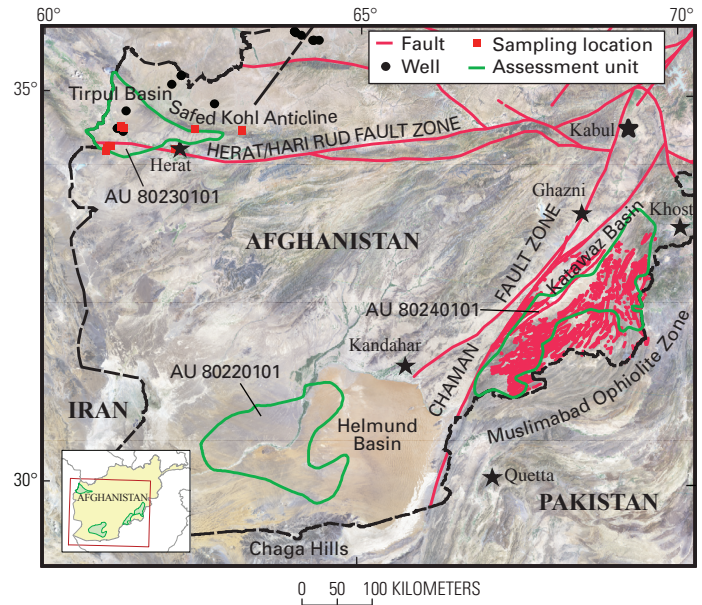 60°
65°
70°
35°
30°
Fault
Sampling location
Well
Assessment unit
Tirpul Basin
Safed Kohl Anticline
HERAT/HARI RUD FAULT ZONE
Herat
AU 80230101
Kabul
Ghazni
Khost
AFGHANISTAN
CHAMAN FAULT ZONE
Katawaz Basin
AU 80240101
Kandahar
AU 80220101
IRAN
Helmund
Basin
Muslimabad Ophiolite Zone
Quetta
PAKISTAN
AFGHANISTAN
Chaga Hills
0 50 100 KILOMETERS